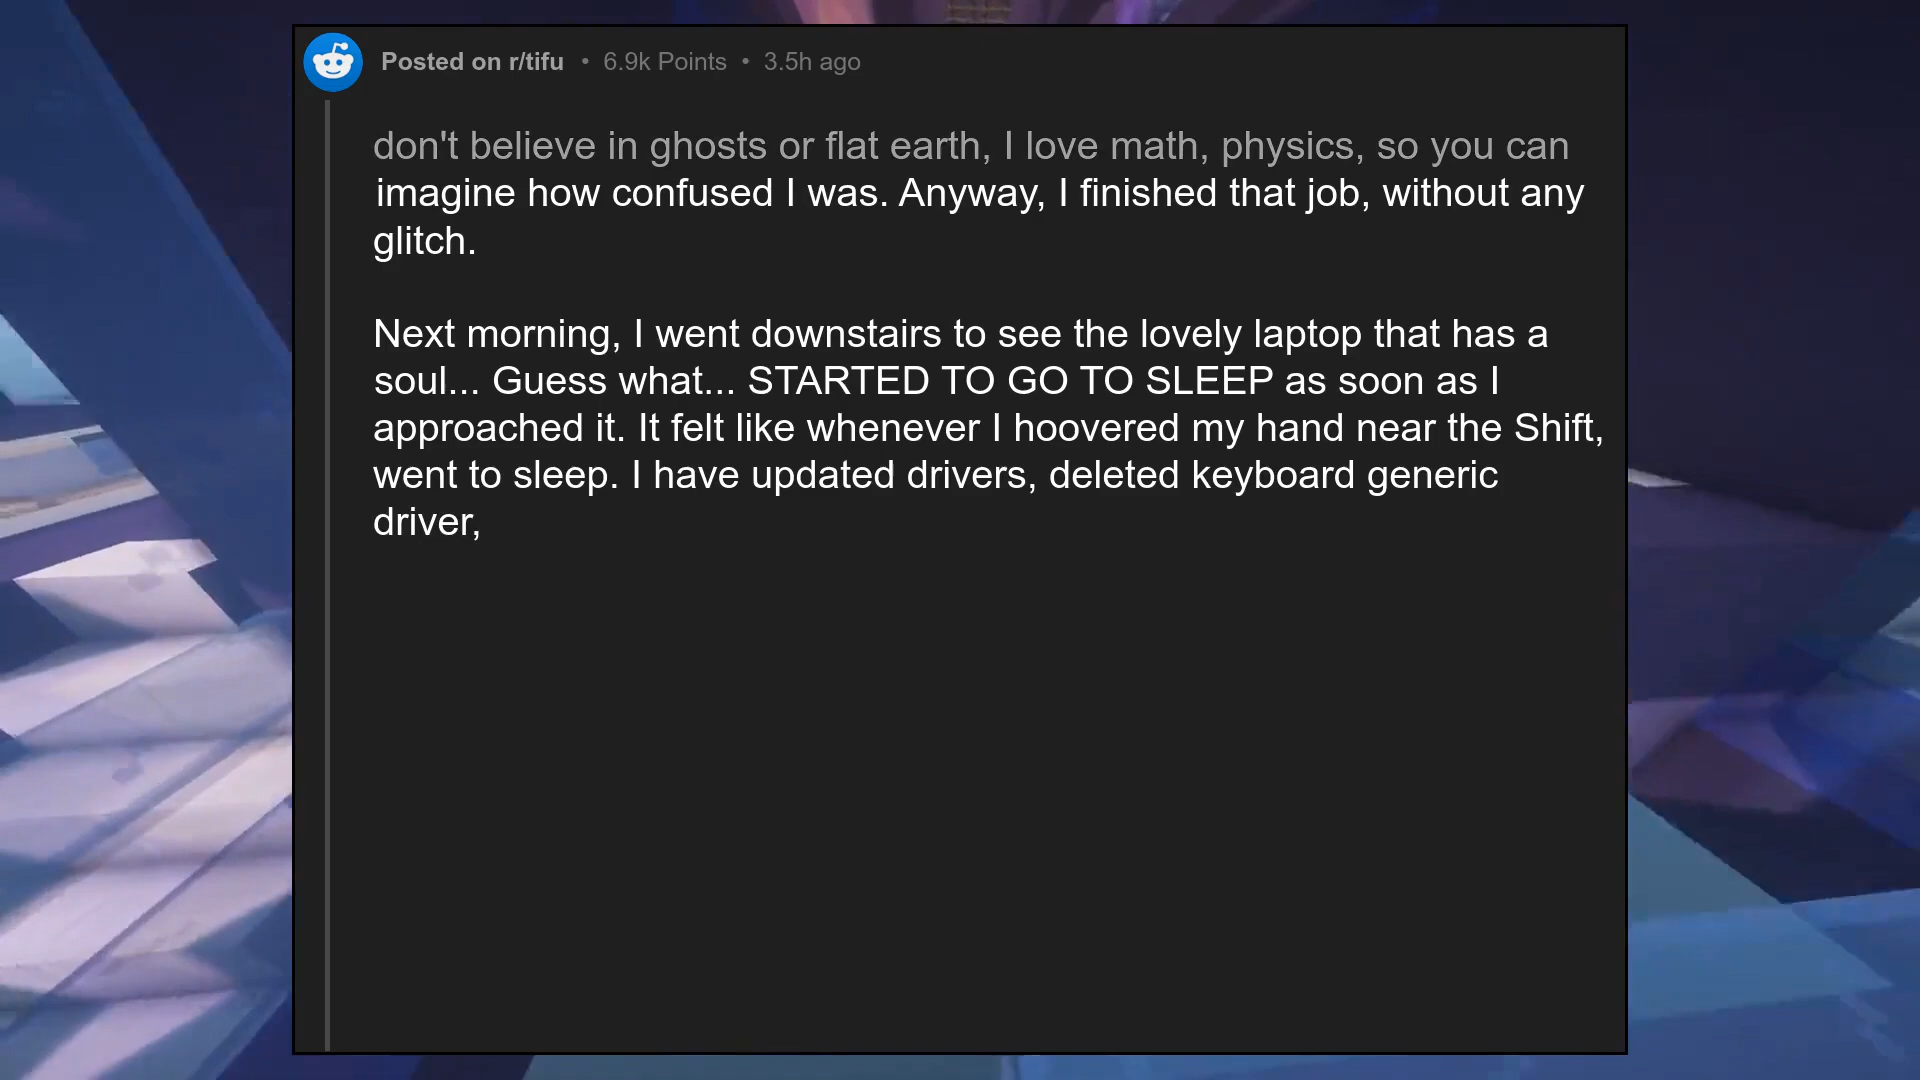 Posted on r/tifu • 6.9k Points • 3.5h ago
don't believe in ghosts or flat earth, I love math, physics, so you can
imagine how confused I was. Anyway, I finished that job, without any
glitch.
Next morning, I went downstairs to see the lovely laptop that has a
soul... Guess what... STARTED TO GO TO SLEEP as soon as I
approached it. It felt like whenever I hoovered my hand near the Shift,
went to sleep. I have updated drivers, deleted keyboard generic
driver,